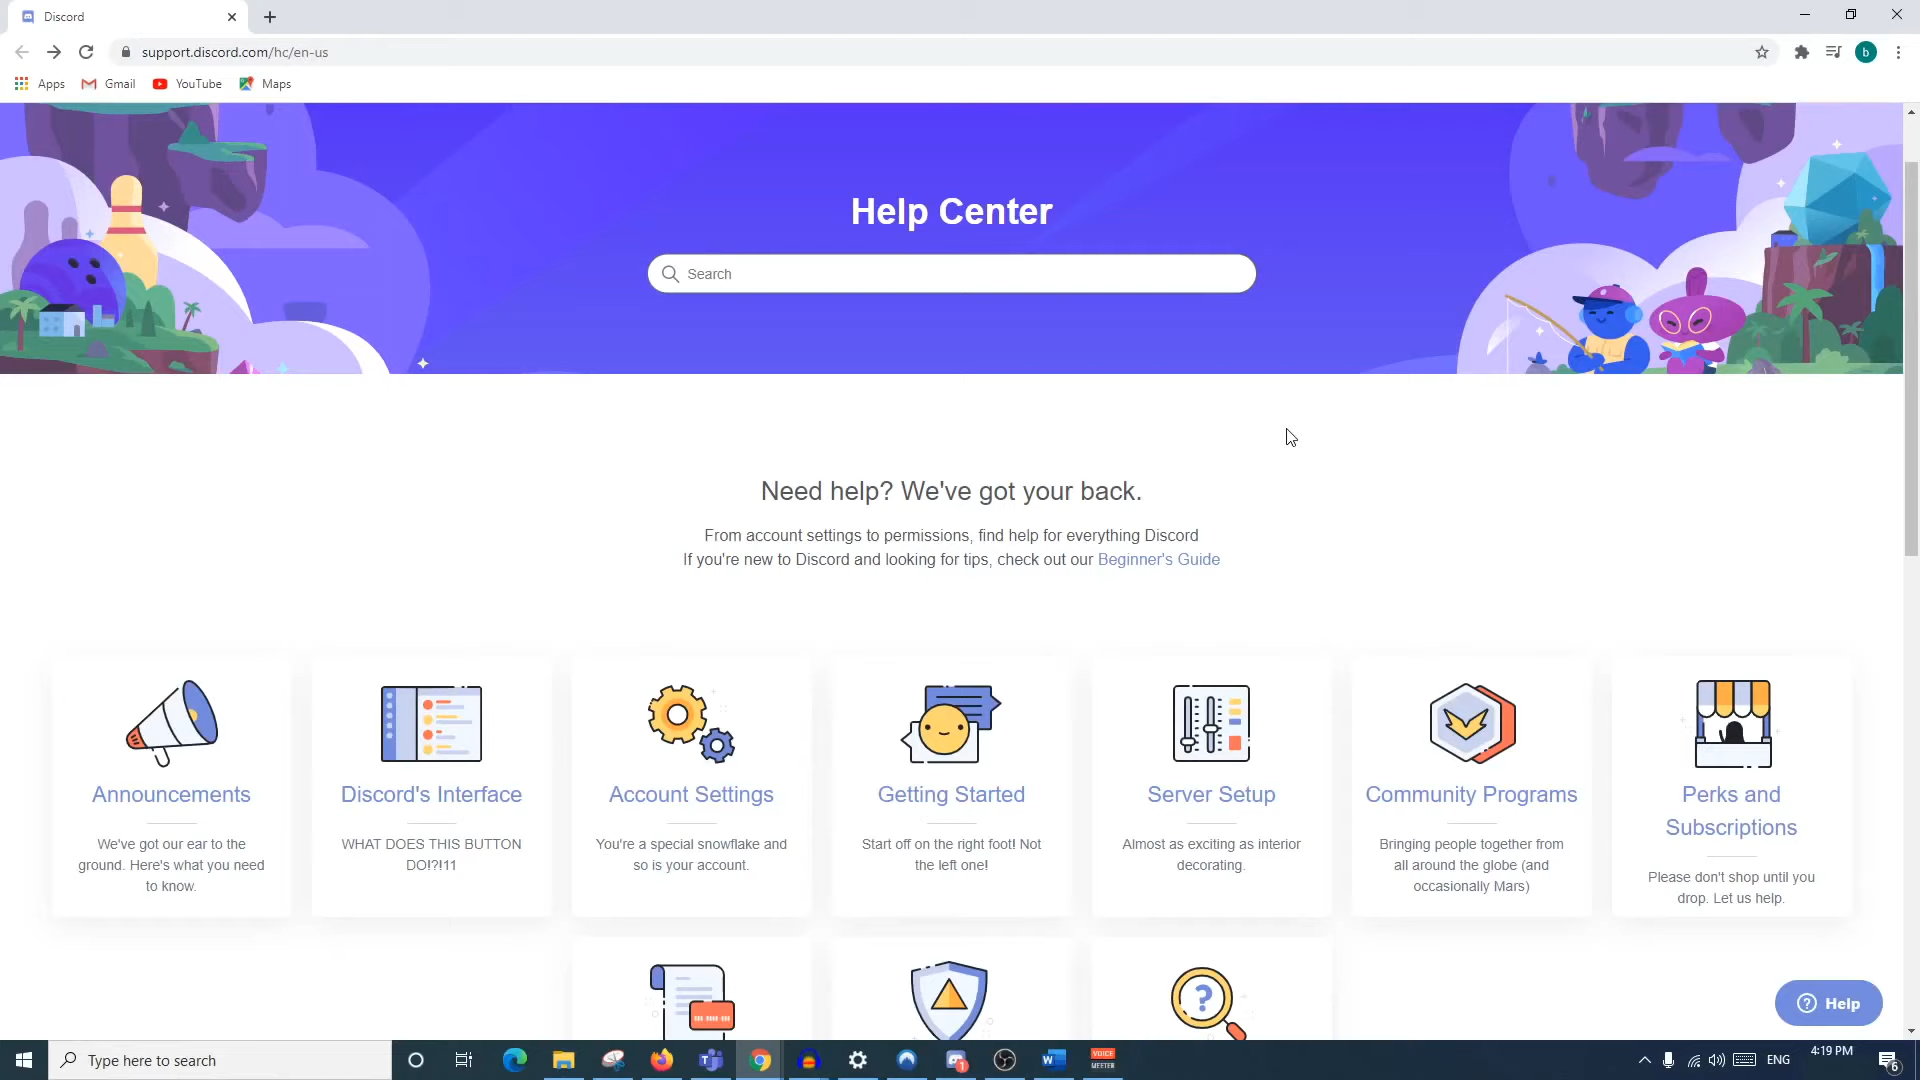 Discord
support.discord.com/hc/en-us
b
Apps
Gmail
YouTube
Maps
Help Center
Search
Need help? We've got your back.
From account settings to permissions, find help for everything Discord
If you're new to Discord and looking for tips, check out our Beginner's Guide
Announcements
We've got our ear to the
ground. Here's what you need
to know.
Discord's Interface
WHAT DOES THIS BUTTON
DO!?!11
Account Settings
You're a special snowflake and
so is your account.
Getting Started
Start off on the right foot! Not
the left one!
Server Setup
Almost as exciting as interior
decorating.
Community Programs
Bringing people together from
all around the globe (and
occasionally Mars)
Perks and
Subscriptions
Please don't shop until you
drop. Let us help.
?
? Help
Type here to search
1
VOICE
MEETER
ENG
4:19 PM
6